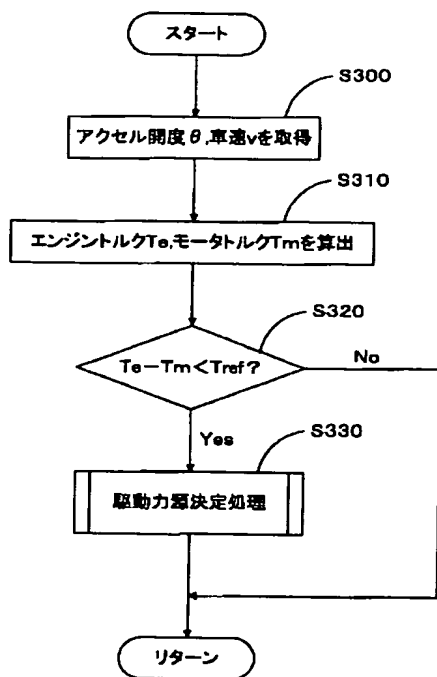 スタート
S300
アクセル開度θ,車速vを取得
S310
エンジントルクTe,モータトルクTmを算出
S320
Te−Tm<Tref?
No
Yes
S330
駆動力源決定処理
リターン